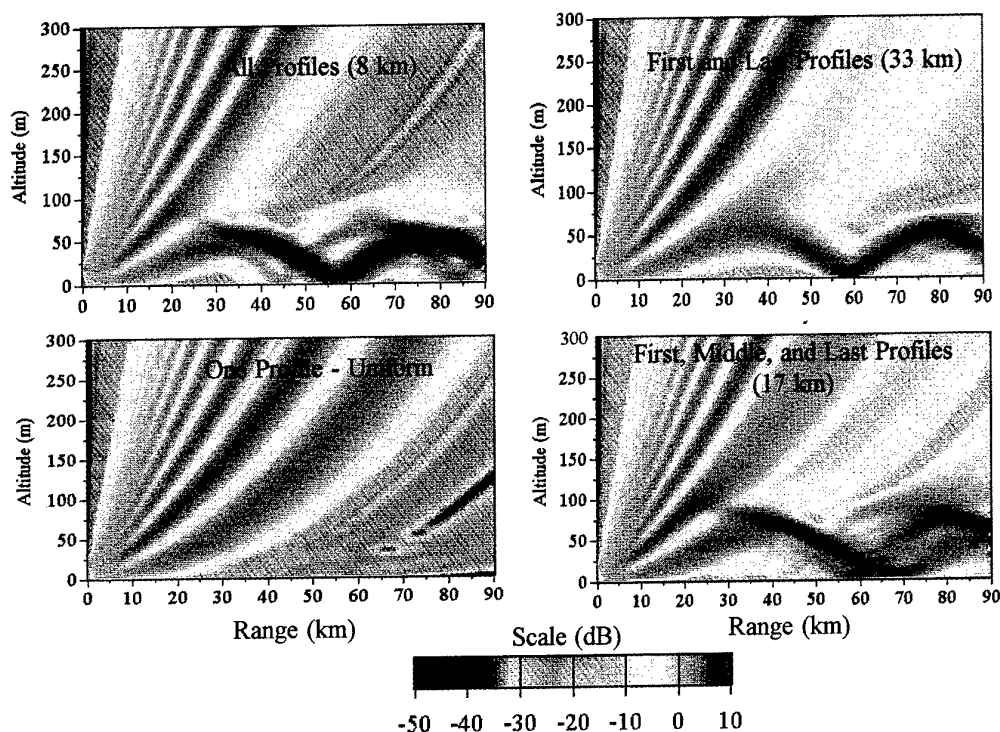 All Profiles (8 km)
Altitude (m)
300
250
200
150
100
50
0
0 10 20 30 40 50 60 70 80 90
First and Last Profiles (33 km)
Altitude (m)
300
250
200
150
100
50
0
0 10 20 30 40 50 60 70 80 90
One Profile - Uniform
Altitude (m)
300
250
200
150
100
50
0
0 10 20 30 40 50 60 70 80 90
Range (km)
First, Middle, and Last Profiles
(17 km)
Altitude (m)
300
250
200
150
100
50
0
0 10 20 30 40 50 60 70 80 90
Range (km)
Scale (dB)
-50 -40 -30 -20 -10 0 10